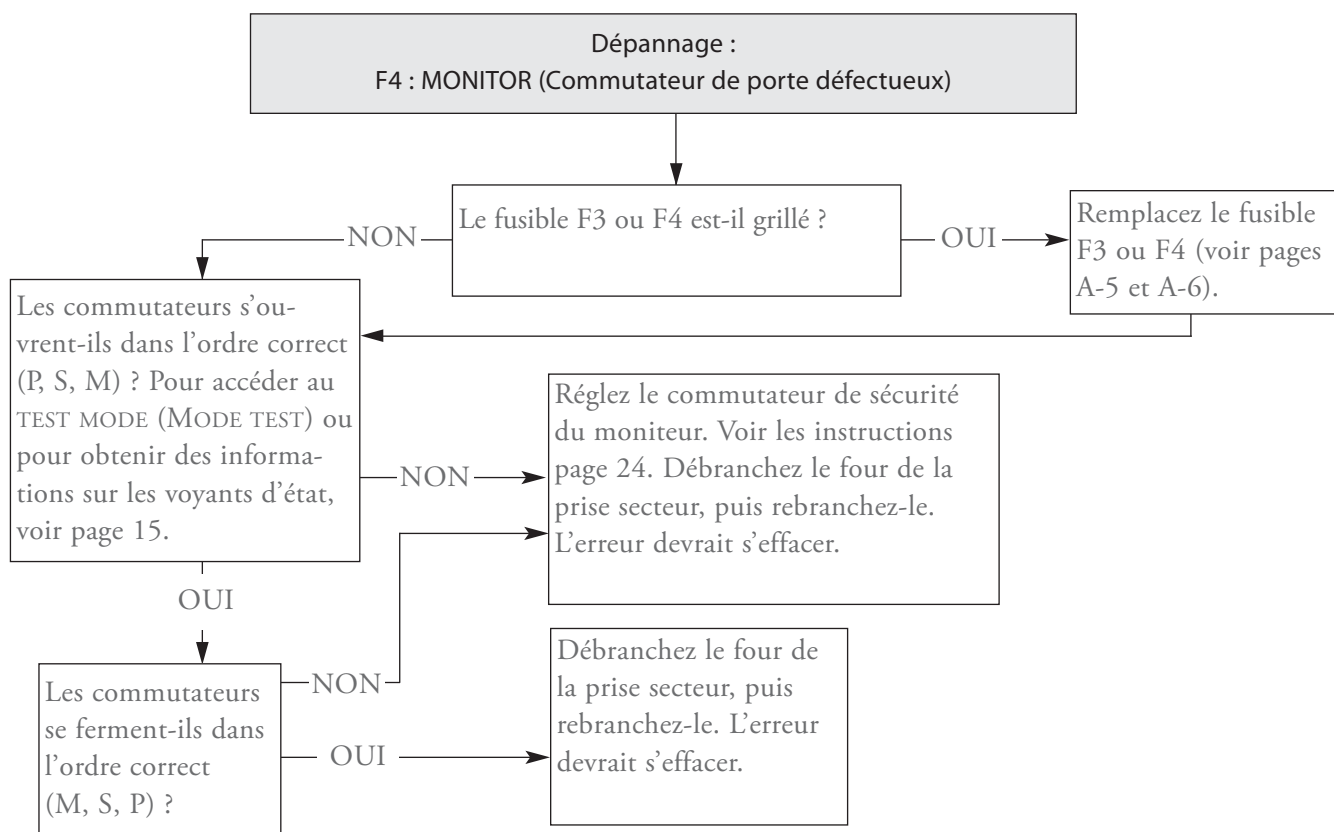 Dépannage :
F4 : MONITOR (Commutateur de porte défectueux)
Le fusible F3 ou F4 est-il grillé ?
NON
OUI
Remplacez le fusible
F3 ou F4 (voir pages
A-5 et A-6).
Les commutateurs s'ou-
vrent-ils dans l'ordre correct
(P, S, M) ? Pour accéder au
TEST MODE (MODE TEST) ou
pour obtenir des informa-
tions sur les voyants d'état,
voir page 15.
NON
Réglez le commutateur de sécurité
du moniteur. Voir les instructions
page 24. Débranchez le four de la
prise secteur, puis rebranchez-le.
L'erreur devrait s'effacer.
OUI
Les commutateurs
se ferment-ils dans
l'ordre correct
(M, S, P) ?
NON
OUI
Débranchez le four de
la prise secteur, puis
rebranchez-le. L'erreur
devrait s'effacer.